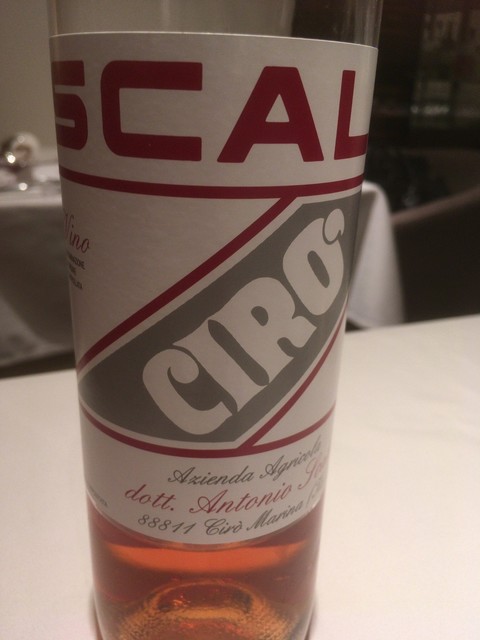 SCAL
Vino
CIRO'
Azienda Agricola
dott. Antonio
88811 Cirò Marina